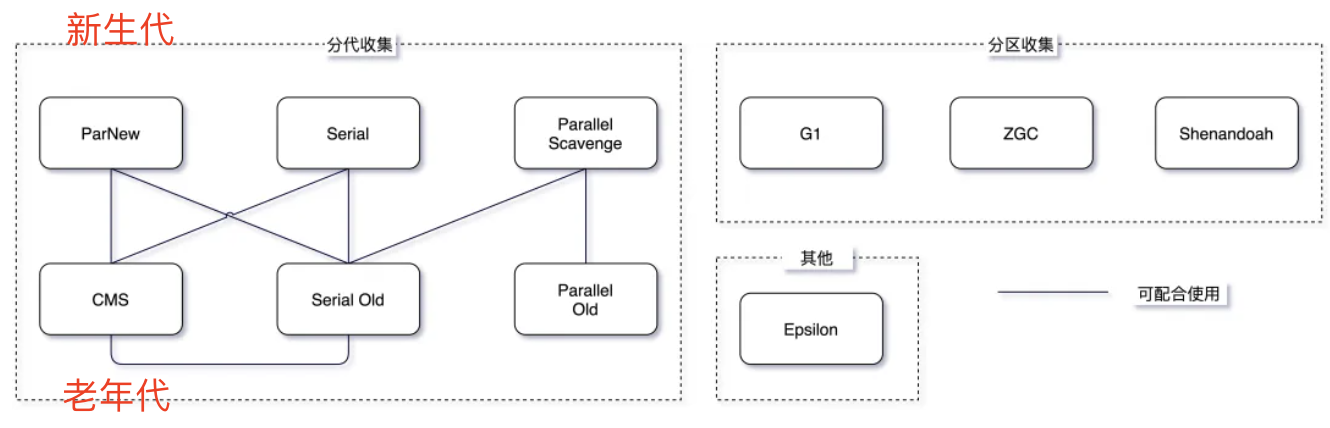 新生代
分代收集
分区收集
ParNew
Serial
Parallel
Scavenge
G1
ZGC
Shenandoah
CMS
Serial Old
Parallel
Old
其他
Epsilon
可配合使用
老年代